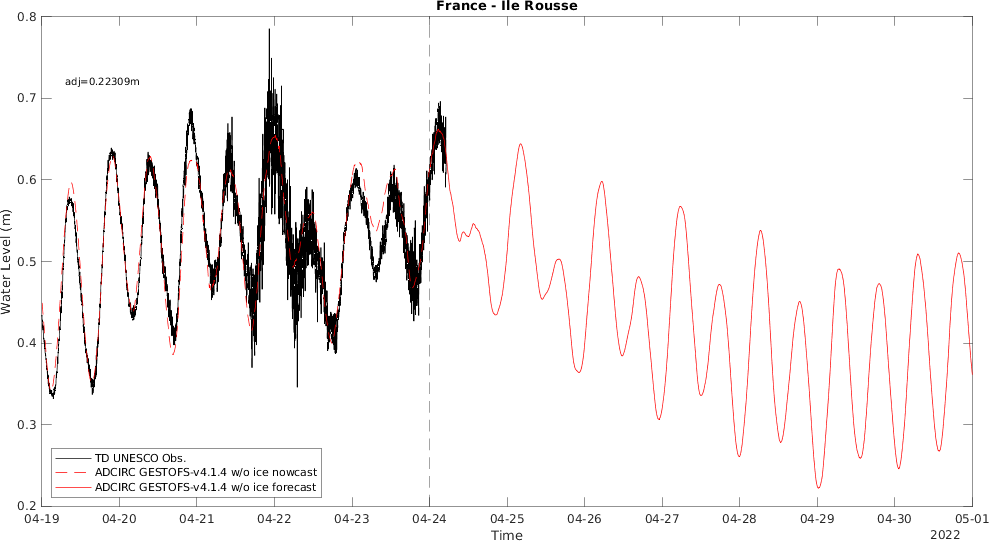 France - Ile Rousse
0.8
0.7
0.6
0.5
0.4
0.3
0.2
Water Level (m)
adj=0.22309m
TD UNESCO Obs.
ADCIRC GESTOFS-v4.1.4 w/o ice nowcast
ADCIRC GESTOFS-v4.1.4 w/o ice forecast
04-19 04-20 04-21 04-22 04-23 04-24 04-25 04-26 04-27 04-28 04-29 04-30 05-01
Time
2022